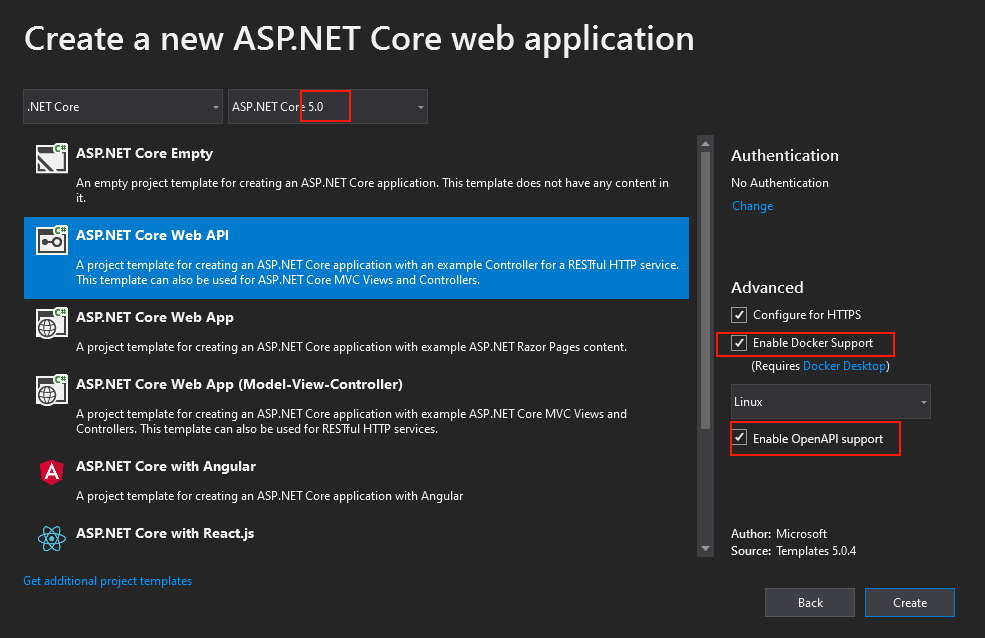 Create a new ASP.NET Core web application
.NET Core
ASP.NET Core 5.0
C#
ASP.NET Core Empty
An empty project template for creating an ASP.NET Core application. This template does not have any content in
it.
C#
ASP.NET Core Web API
A project template for creating an ASP.NET Core application with an example Controller for a RESTful HTTP service.
This template can also be used for ASP.NET Core MVC Views and Controllers.
C#
ASP.NET Core Web App
A project template for creating an ASP.NET Core application with example ASP.NET Razor Pages content.
C#
ASP.NET Core Web App (Model-View-Controller)
A project template for creating an ASP.NET Core application with example ASP.NET Core MVC Views and
Controllers. This template can also be used for RESTful HTTP services.
A
ASP.NET Core with Angular
A project template for creating an ASP.NET Core application with Angular
ASP.NET Core with React.js
Get additional project templates
Authentication
No Authentication
Change
Advanced
Configure for HTTPS
Enable Docker Support
(Requires Docker Desktop)
Linux
Enable OpenAPI support
Author: Microsoft
Source: Templates 5.0.4
Back
Create